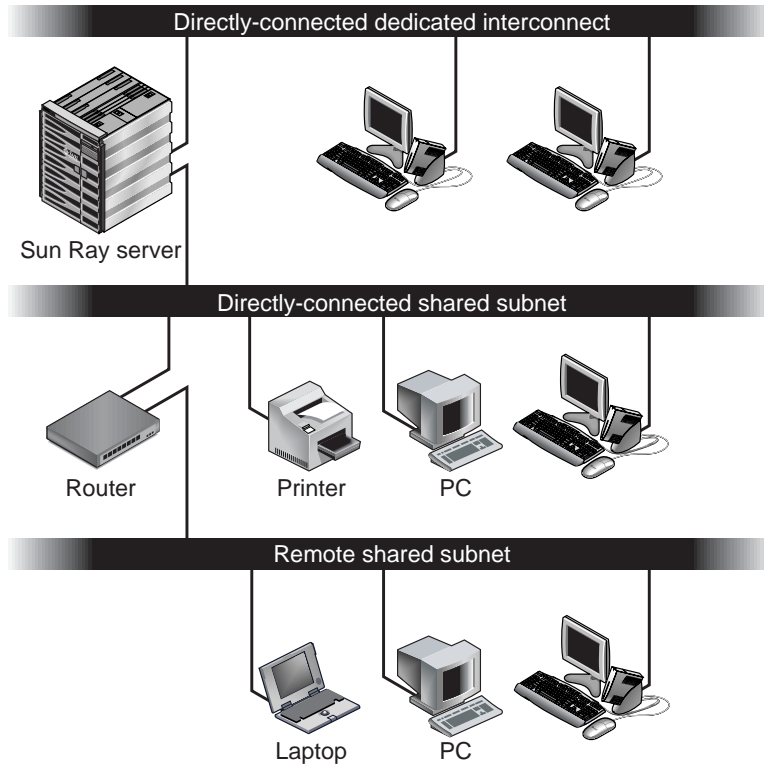 Directly-connected dedicated interconnect
Sun Ray server
Directly-connected shared subnet
Router
Printer
PC
Remote shared subnet
Laptop
PC